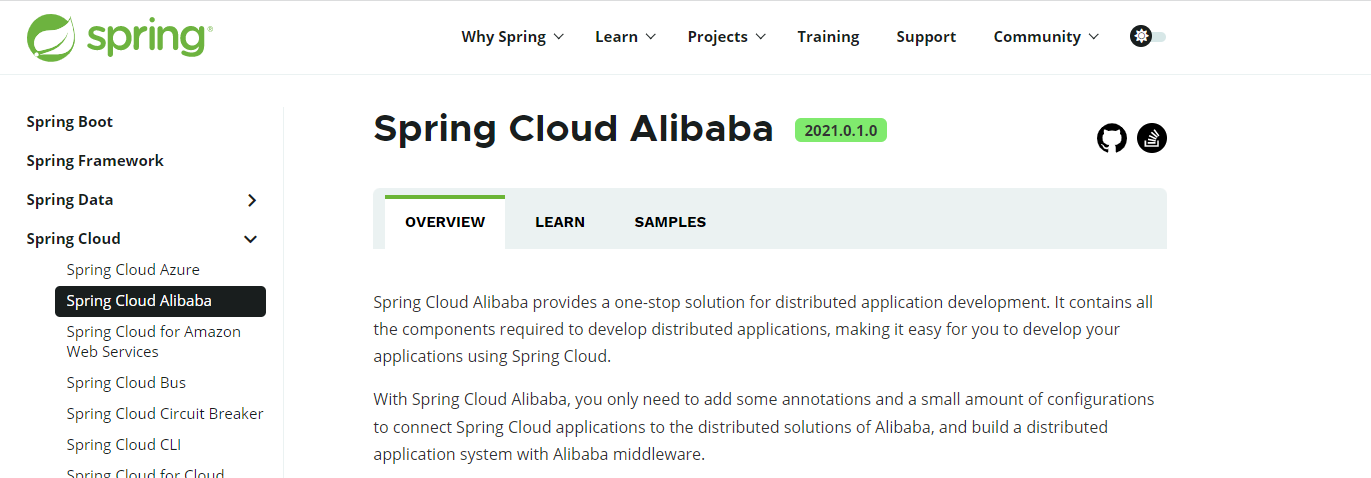 spring
Why Spring
Learn
Projects
Training
Support
Community
Spring Boot
Spring Framework
Spring Data
Spring Cloud
Spring Cloud Azure
Spring Cloud Alibaba
Spring Cloud for Amazon
Web Services
Spring Cloud Bus
Spring Cloud Circuit Breaker
Spring Cloud CLI
Spring Cloud for Cloud
Spring Cloud Alibaba 2021.0.1.0
OVERVIEW
LEARN
SAMPLES
Spring Cloud Alibaba provides a one-stop solution for distributed application development. It contains all
the components required to develop distributed applications, making it easy for you to develop your
applications using Spring Cloud.
With Spring Cloud Alibaba, you only need to add some annotations and a small amount of configurations
to connect Spring Cloud applications to the distributed solutions of Alibaba, and build a distributed
application system with Alibaba middleware.